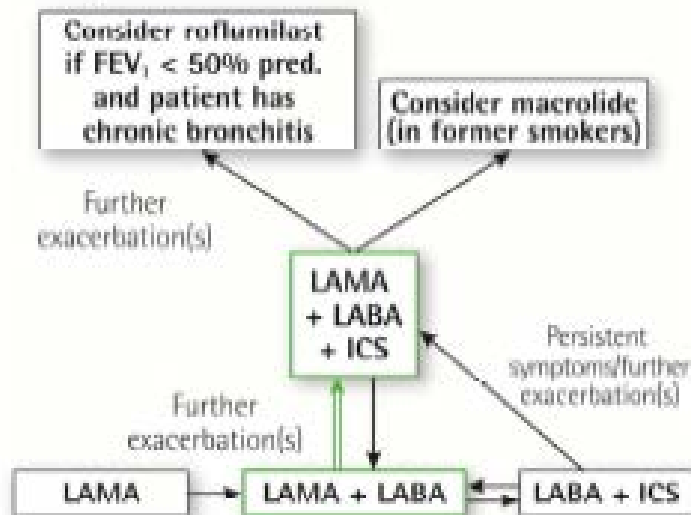 Consider roflumilast
if FEV₁ < 50% pred.
and patient has
chronic bronchitis
Consider macrolide
(in former smokers)
Further
exacerbation(s)
LAMA
+ LABA
+ ICS
Persistent
symptoms/further
exacerbation(s)
Further
exacerbation(s)
LAMA
LAMA + LABA
LABA + ICS